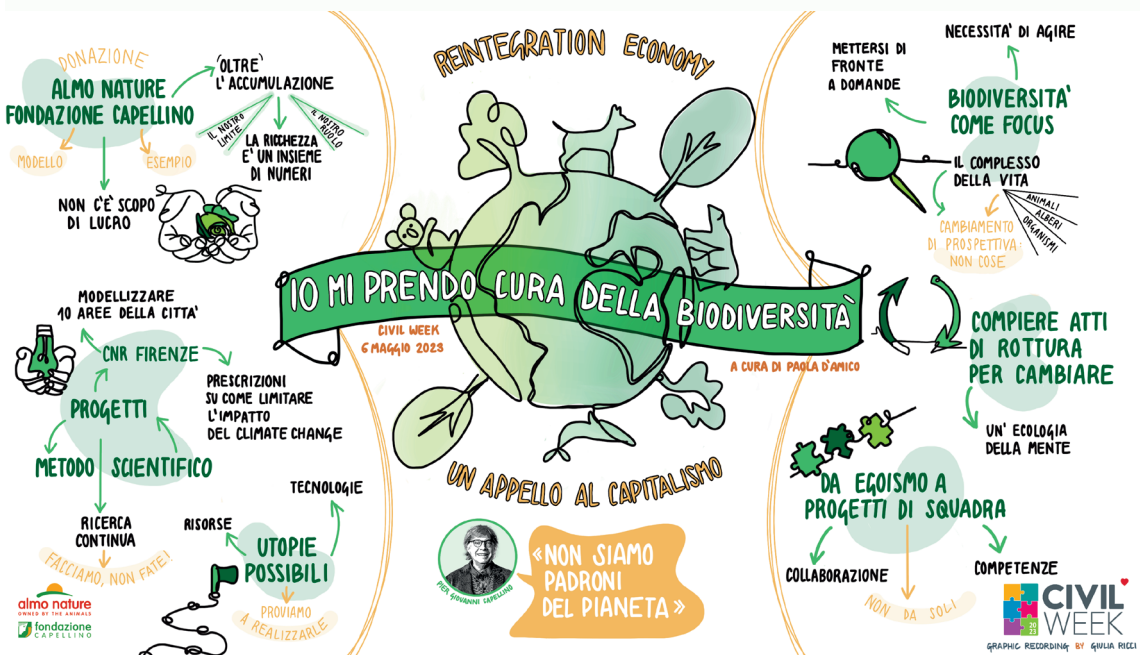 DONAZIONE
ALMO NATURE
FONDAZIONE CAPELLINO
MODELLO
ESEMPIO
NON C'È SCOPO
DI LUCRO
"OLTRE"
L'ACCUMULAZIONE
IL NOSTRO
LIMITE
IL NOSTRO
RUOLO
LA RICCHEZZA
E' UN INSIEME
DI NUMERI
MODELLIZZARE
10 AREE DELLA CITTA'
CNR FIRENZE
PROGETTI
PRESCRIZIONI
SU COME LIMITARE
L'IMPATTO
DEL CLIMATE CHANGE
METODO SCIENTIFICO
RICERCA
CONTINUA
FACCIAMO, NON FATE!
TECNOLOGIE
RISORSE
UTOPIE
POSSIBILI
PROVIAMO
A REALIZZARLE
almo nature
OWNED BY THE ANIMALS
fondazione
CAPELLINO
REINTEGRATION ECONOMY
IO MI PRENDO CURA DELLA BIODIVERSITÀ
CIVIL WEEK
6 MAGGIO 2023
A CURA DI PAOLA D'AMICO
UN APPELLO AL CAPITALISMO
PIER GIOVANNI CAPELLINO
«NON SIAMO
PADRONI
DEL PIANETA»
NECESSITA' DI AGIRE
METTERSI DI
FRONTE
A DOMANDE
BIODIVERSITA'
COME FOCUS
IL COMPLESSO
DELLA VITA
ANIMALI
ALBERI
ORGANISMI
CAMBIAMENTO
DI PROSPETTIVA:
NON COSE
COMPIERE ATTI
DI ROTTURA
PER CAMBIARE
UN' ECOLOGIA
DELLA MENTE
DA EGOISMO A
PROGETTI DI SQUADRA
COLLABORAZIONE
COMPETENZE
NON DA SOLI
CIVIL
WEEK
2023
GRAPHIC RECORDING BY GIULIA RICCI